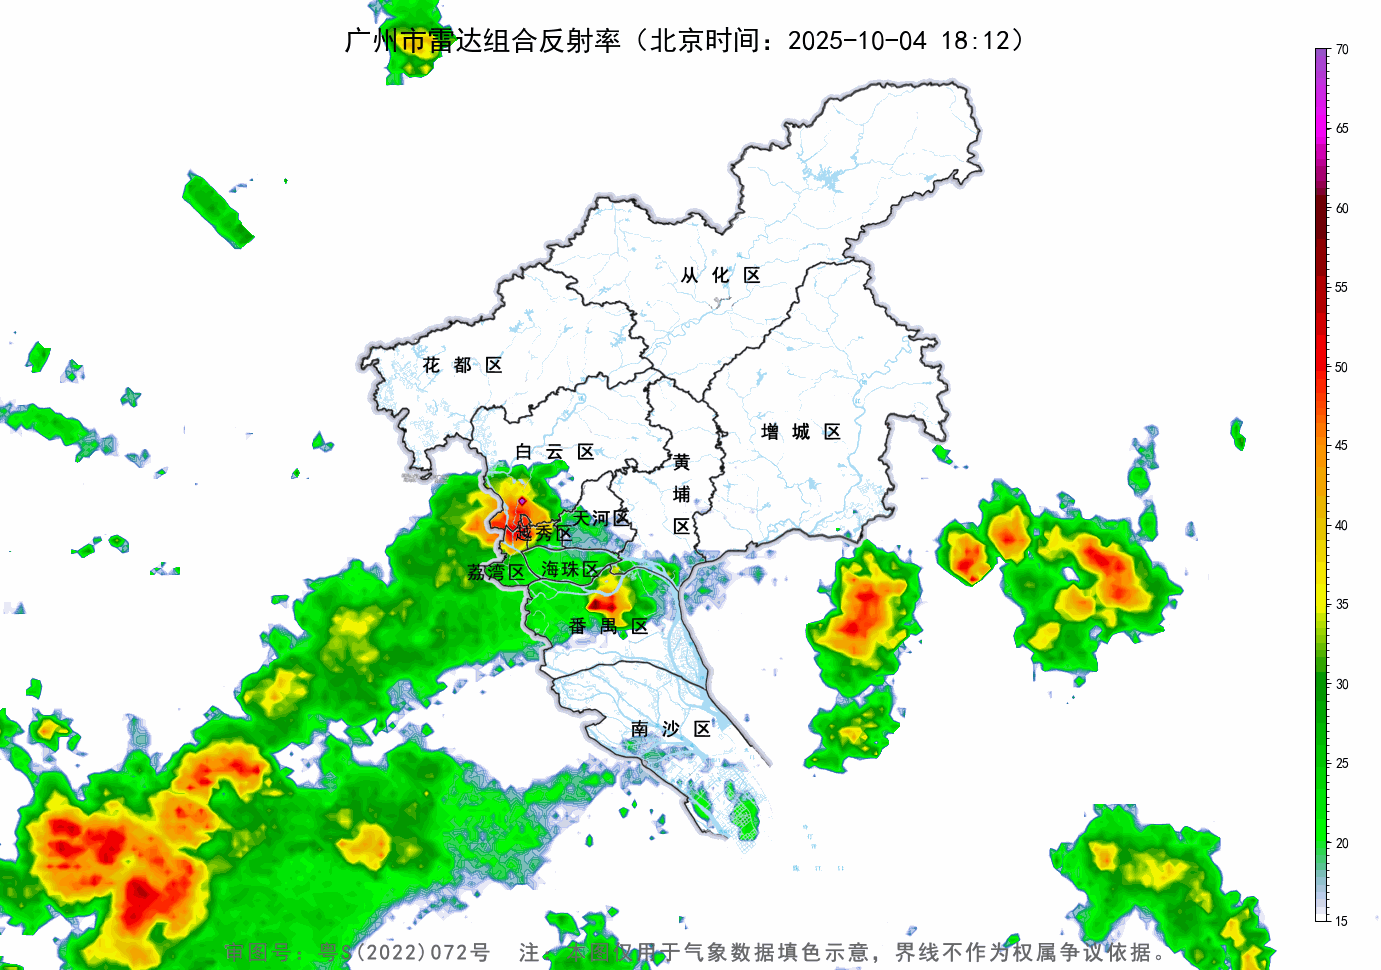 广州市雷达组合反射率（北京时间：2025-10-04 18:12）
70
65
60
55
50
45
40
35
30
25
20
15
从化区
花都区
增城区
白云区
黄埔区
天河区
越秀区
荔湾区
海珠区
番禺区
南沙区
审图号：粤S(2022)072号 注：本图仅用于气象数据填色示意，界线不作为权属争议依据。